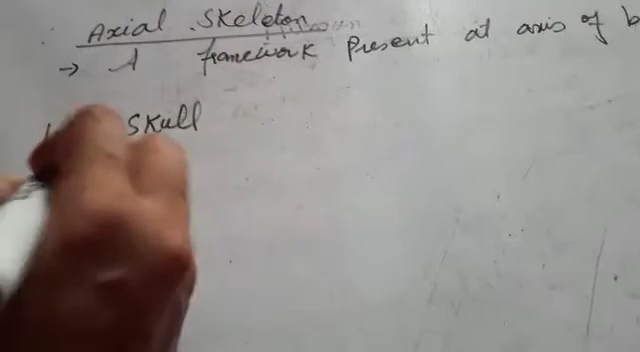 Axial Skeleton
→ A framework Present at axis of b
Skull